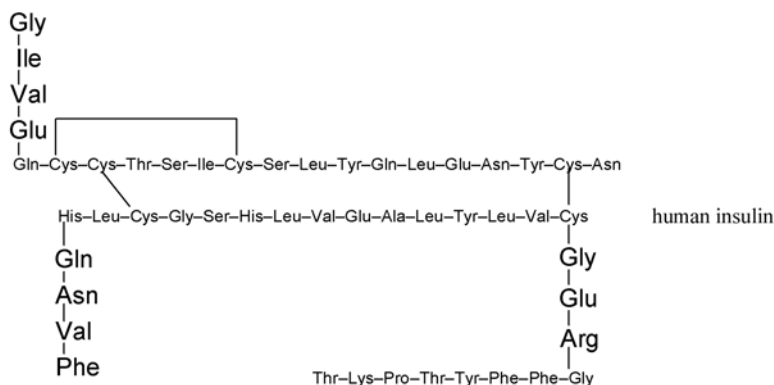 Gly
Ile
Val
Glu
Gln–Cys–Cys–Thr–Ser–Ile–Cys–Ser–Leu–Tyr–Gln–Leu–Glu–Asn–Tyr–Cys–Asn
His–Leu–Cys–Gly–Ser–His–Leu–Val–Glu–Ala–Leu–Tyr–Leu–Val–Cys
human insulin
Gln
Asn
Val
Phe
Gly
Glu
Arg
Thr–Lys–Pro–Thr–Tyr–Phe–Phe–Gly